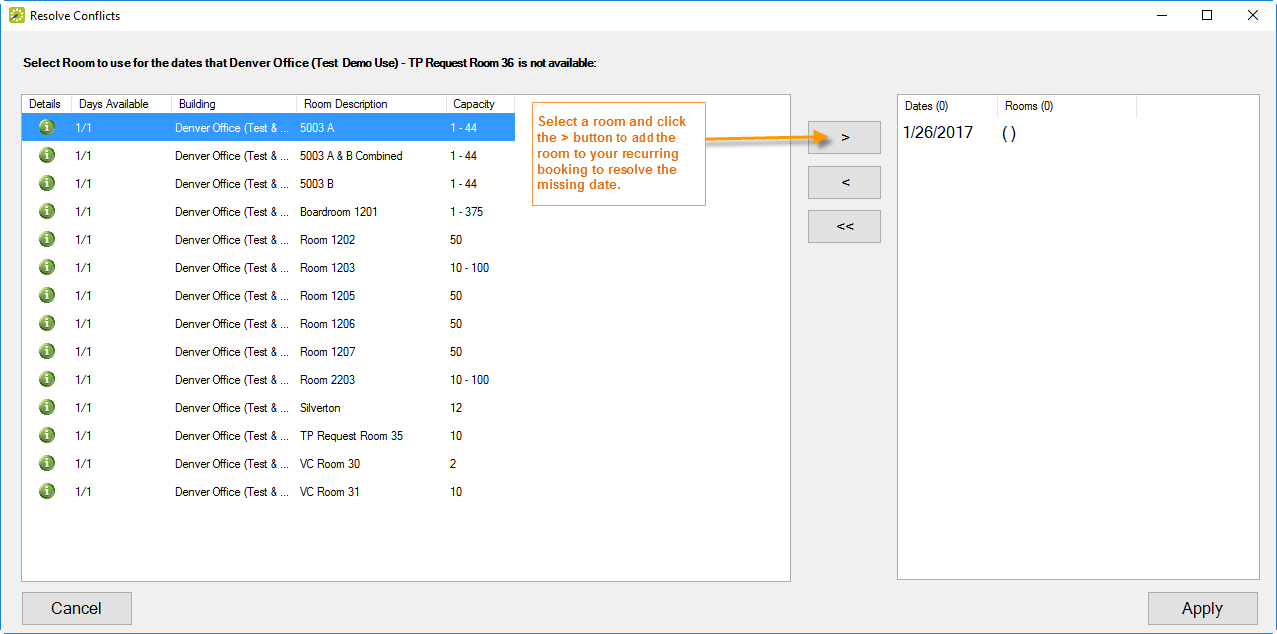 Resolve Conflicts
Select Room to use for the dates that Denver Office (Test Demo Use) - TP Request Room 36 is not available:
Details Days Available Building Room Description Capacity
1/1 Denver Office (Test & ... 5003 A 1 - 44
1/1 Denver Office (Test & ... 5003 A & B Combined 1 - 44
1/1 Denver Office (Test & ... 5003 B 1 - 44
1/1 Denver Office (Test & ... Boardroom 1201 1 - 375
1/1 Denver Office (Test & ... Room 1202 50
1/1 Denver Office (Test & ... Room 1203 10 - 100
1/1 Denver Office (Test & ... Room 1205 50
1/1 Denver Office (Test & ... Room 1206 50
1/1 Denver Office (Test & ... Room 1207 50
1/1 Denver Office (Test & ... Room 2203 10 - 100
1/1 Denver Office (Test & ... Silverton 12
1/1 Denver Office (Test & ... TP Request Room 35 10
1/1 Denver Office (Test & ... VC Room 30 2
1/1 Denver Office (Test & ... VC Room 31 10
Select a room and click
the > button to add the
room to your recurring
booking to resolve the
missing date.
>
<
<<
Dates (0) Rooms (0)
1/26/2017 ( )
Cancel
Apply